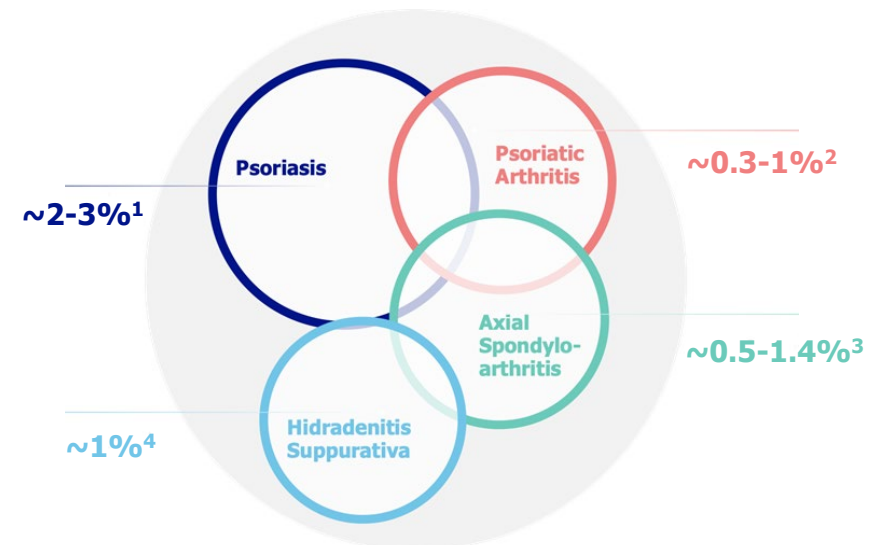 Psoriasis
~2-3%¹
Psoriatic
Arthritis
~0.3-1%²
Axial
Spondylo-
arthritis
~0.5-1.4%³
Hidradenitis
Suppurativa
~1%⁴